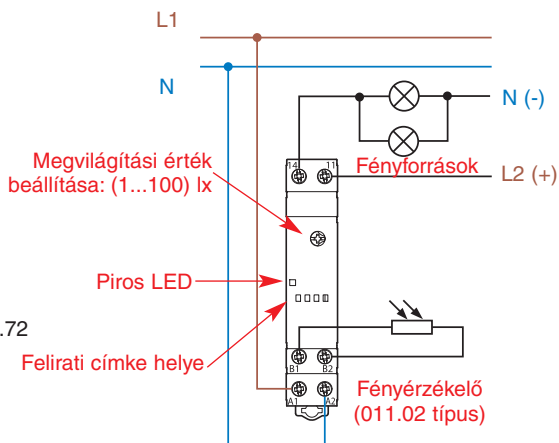 L1
N
N (-)
14
11
Fényforrások
L2 (+)
Megvilágítási érték
beállítása: (1...100) lx
Piros LED
.72
Felirati címke helye
B1
B2
A1
A2
Fényérzékelő
(011.02 típus)